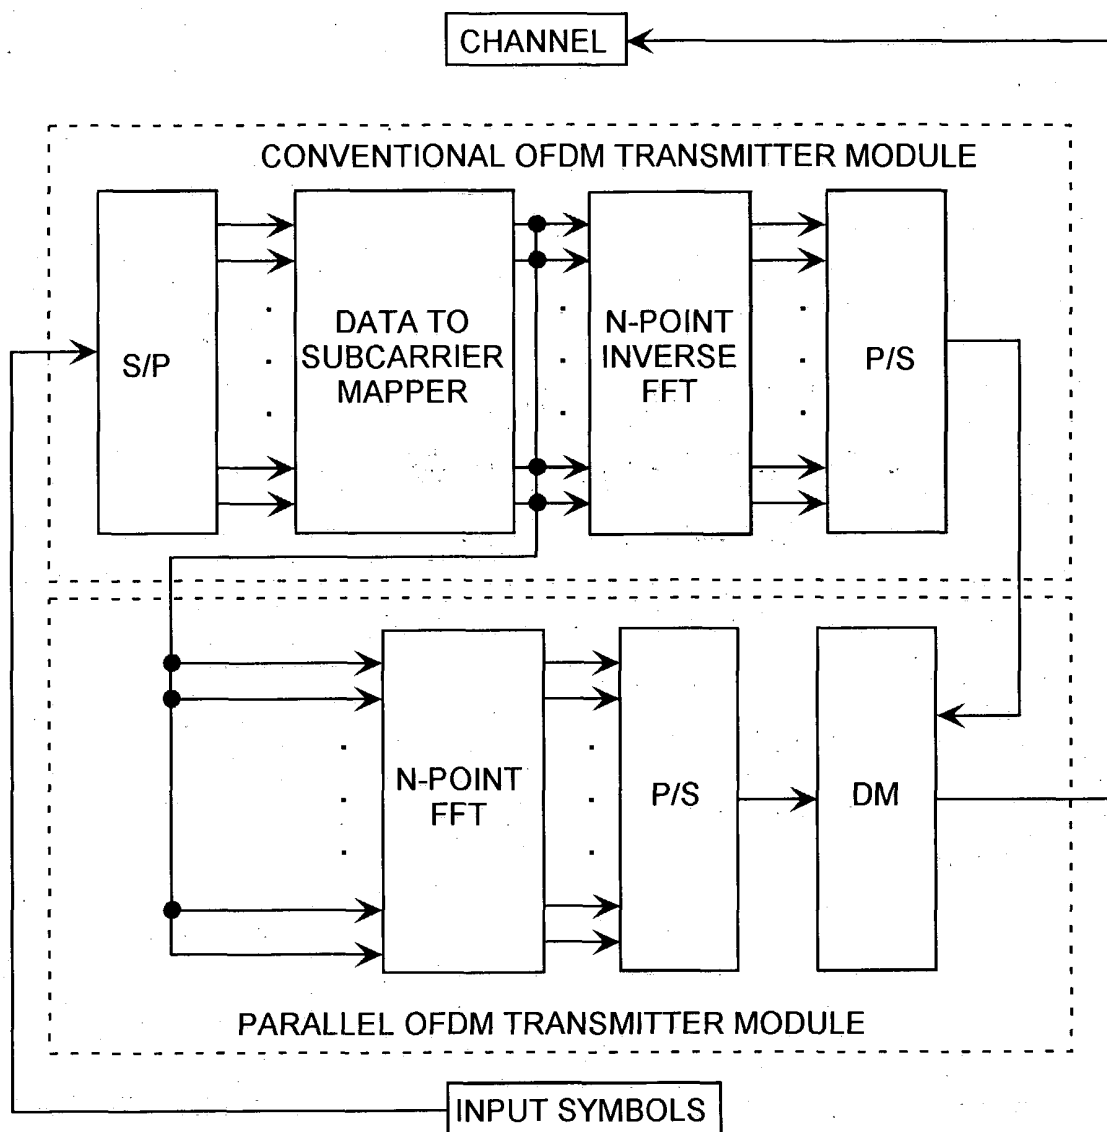 CHANNEL
CONVENTIONAL OFDM TRANSMITTER MODULE
S/P
DATA TO
SUBCARRIER
MAPPER
N-POINT
INVERSE
FFT
P/S
N-POINT
FFT
P/S
DM
PARALLEL OFDM TRANSMITTER MODULE
INPUT SYMBOLS